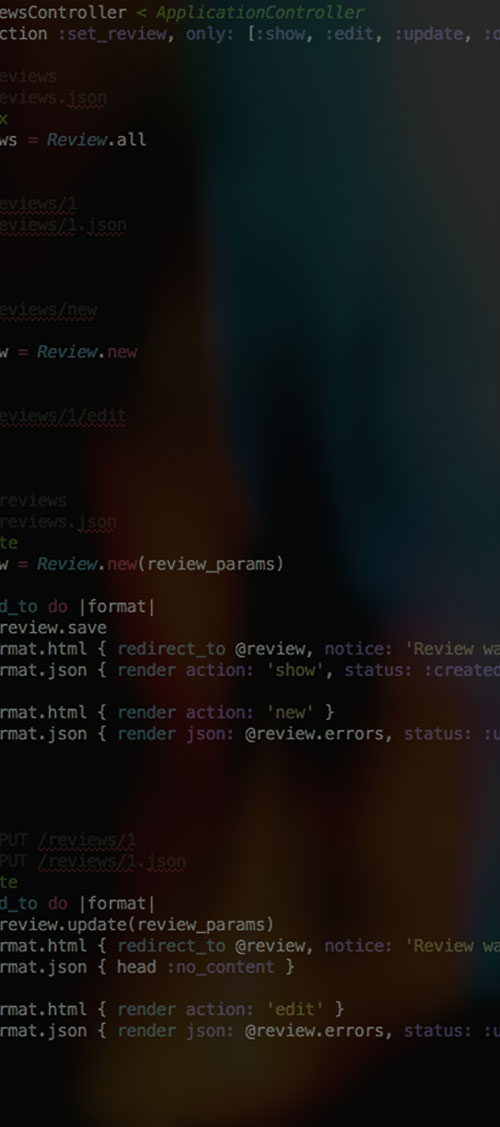 ewsController < ApplicationController
ction :set_review, only: [:show, :edit, :update, :d
eviews
eviews.json
x
ws = Review.all
eviews/1
eviews/1.json
eviews/new
w = Review.new
eviews/1/edit
reviews
reviews.json
te
w = Review.new(review_params)
d_to do |format|
review.save
rmat.html { redirect_to @review, notice: 'Review wa
rmat.json { render action: 'show', status: :created
rmat.html { render action: 'new' }
rmat.json { render json: @review.errors, status: :u
PUT /reviews/1
PUT /reviews/1.json
te
d_to do |format|
review.update(review_params)
rmat.html { redirect_to @review, notice: 'Review wa
rmat.json { head :no_content }
rmat.html { render action: 'edit' }
rmat.json { render json: @review.errors, status: :u